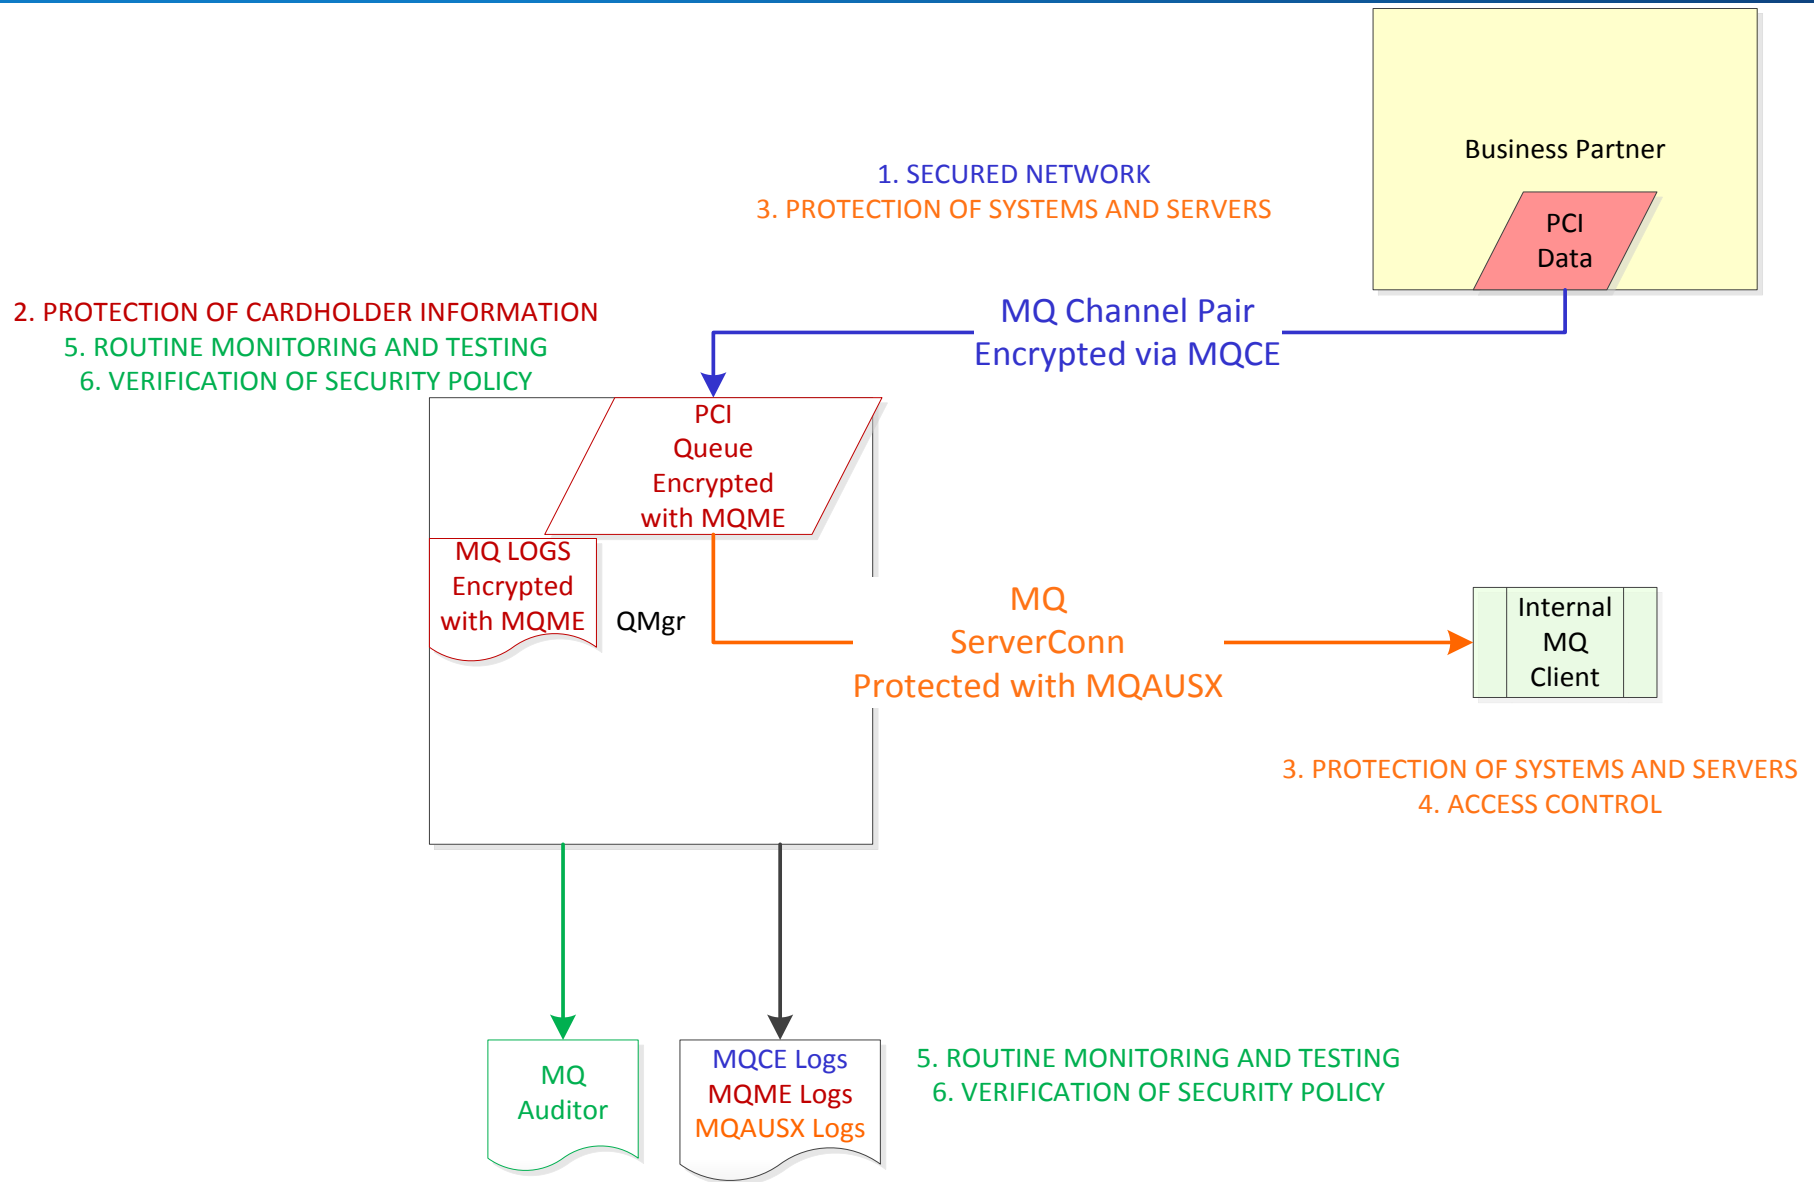 Business Partner
PCI
Data
1. SECURED NETWORK
3. PROTECTION OF SYSTEMS AND SERVERS
MQ Channel Pair
Encrypted via MQCE
2. PROTECTION OF CARDHOLDER INFORMATION
5. ROUTINE MONITORING AND TESTING
6. VERIFICATION OF SECURITY POLICY
PCI
Queue
Encrypted
with MQME
MQ LOGS
Encrypted
with MQME
QMgr
MQ
ServerConn
Protected with MQAUSX
Internal
MQ
Client
3. PROTECTION OF SYSTEMS AND SERVERS
4. ACCESS CONTROL
MQ
Auditor
MQCE Logs
MQME Logs
MQAUSX Logs
5. ROUTINE MONITORING AND TESTING
6. VERIFICATION OF SECURITY POLICY